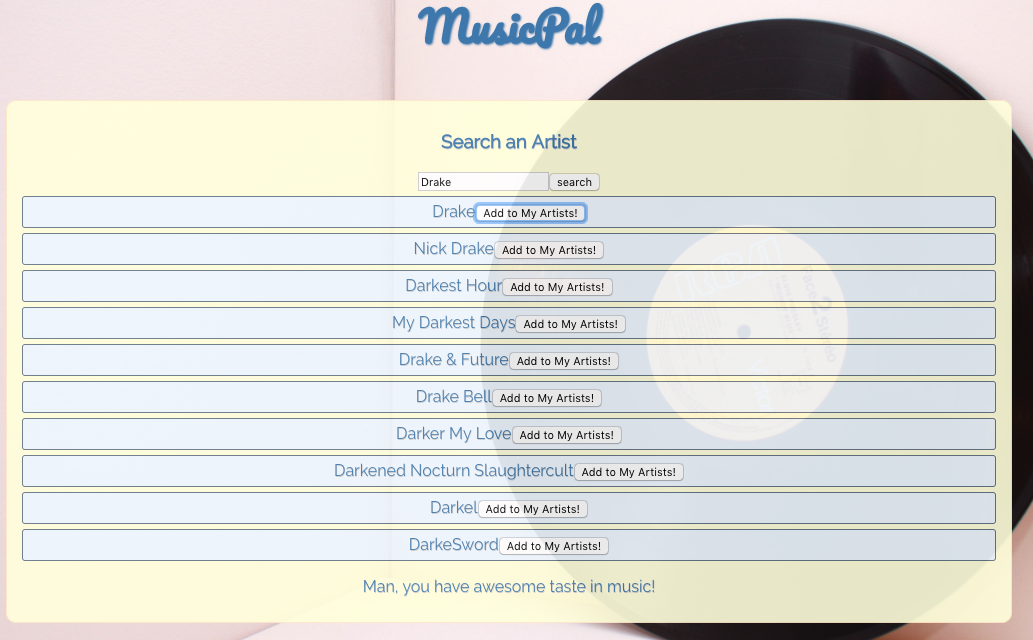 MusicPal
Search an Artist
Drake search
Drake Add to My Artists!
Nick Drake Add to My Artists!
Darkest Hour Add to My Artists!
My Darkest Days Add to My Artists!
Drake & Future Add to My Artists!
Drake Bell Add to My Artists!
Darker My Love Add to My Artists!
Darkened Nocturn Slaughtercult Add to My Artists!
Darkel Add to My Artists!
DarkeSword Add to My Artists!
Man, you have awesome taste in music!